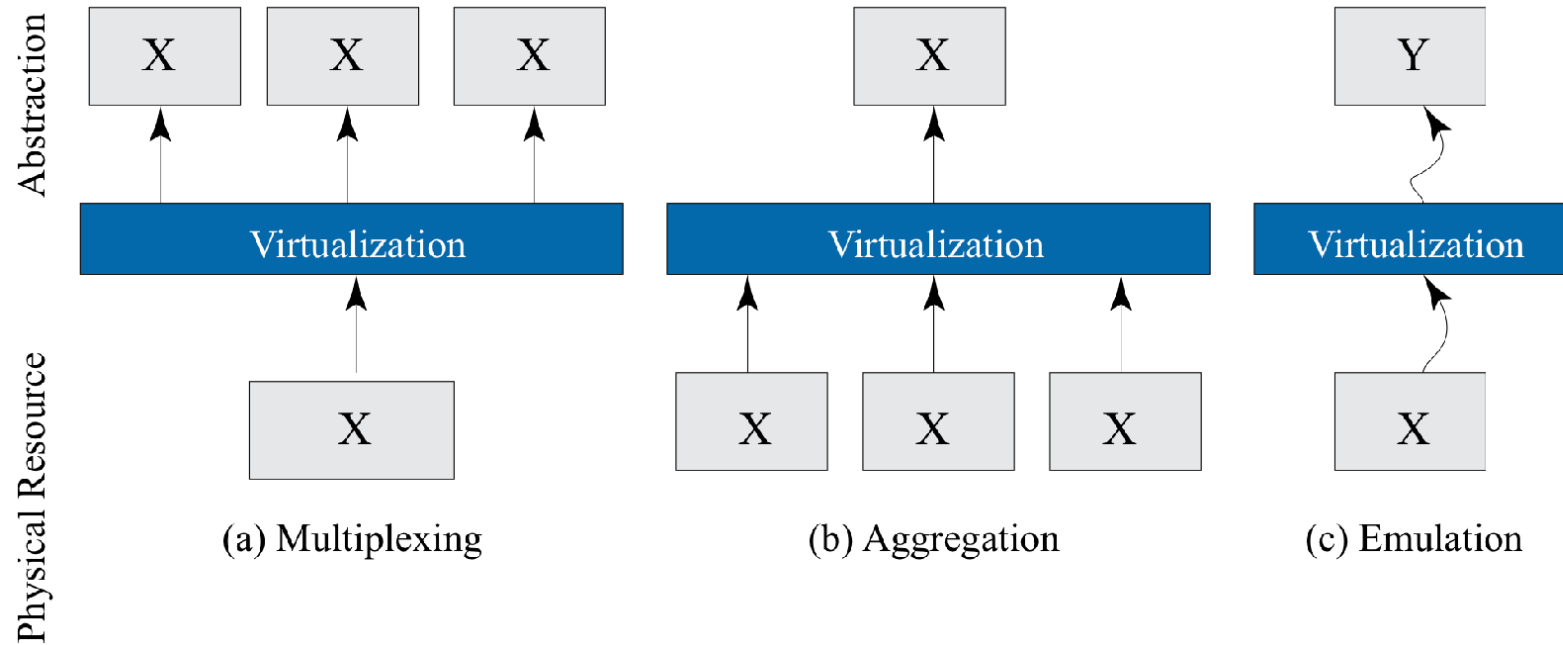 Abstraction
X X X
Virtualization
X
(a) Multiplexing
X
Virtualization
X X X
(b) Aggregation
Y
Virtualization
X
(c) Emulation
Physical Resource